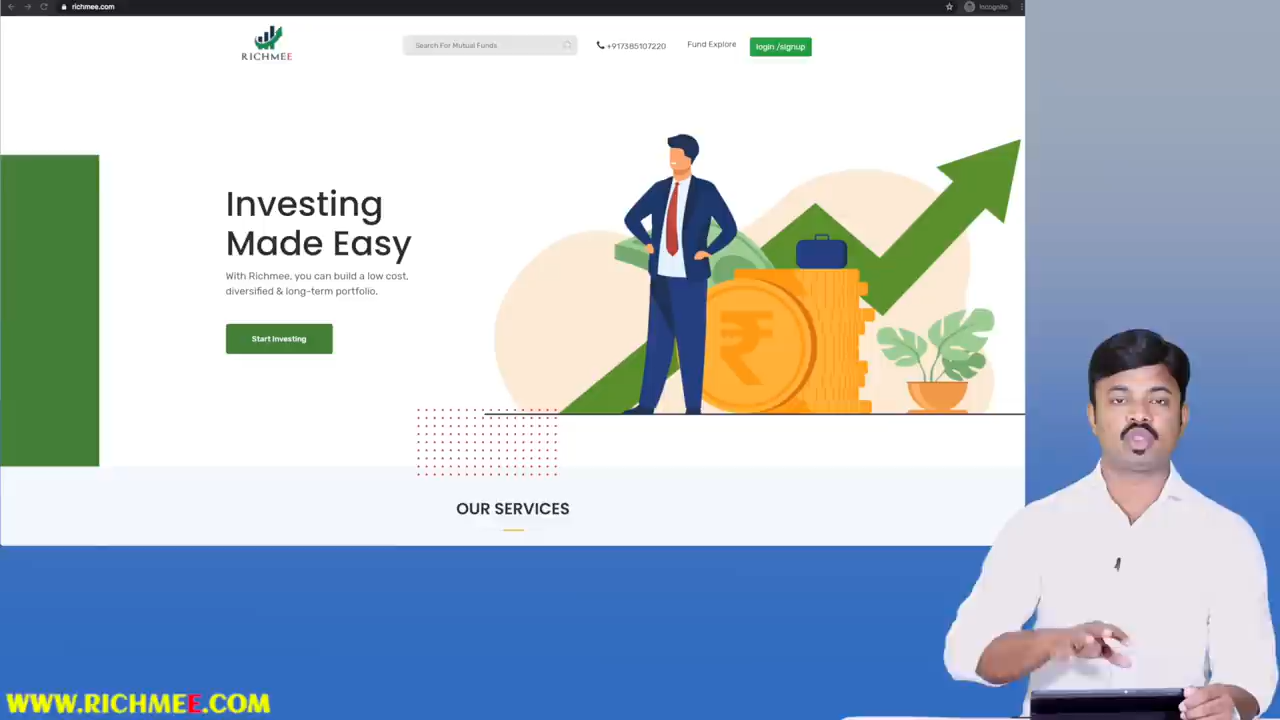 richmee.com
Incognito
RICHMEE
Search For Mutual Funds
+917385107220
Fund Explore
login /signup
Investing
Made Easy
With Richmee, you can build a low cost,
diversified & long-term portfolio.
Start Investing
OUR SERVICES
WWW.RICHMEE.COM